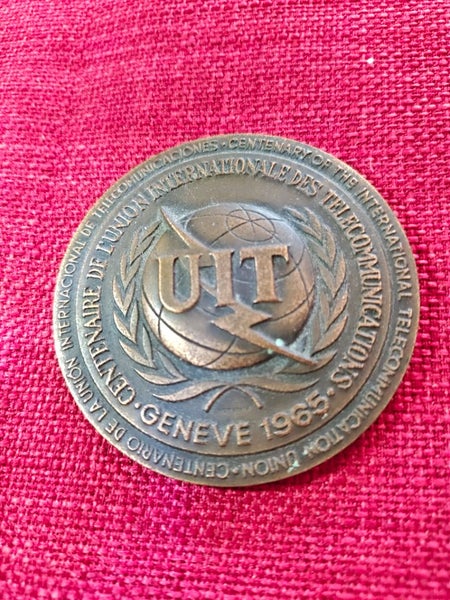 CENTENARY OF THE INTERNATIONAL TELECOMMUNICATION UNION ·
CENTENARIO DE LA UNION INTERNACIONAL DE TELECOMUNICACIONES ·
CENTENAIRE DE L'UNION INTERNATIONALE DES TELECOMMUNICATIONS ·
UIT
· GENEVE 1965 ·